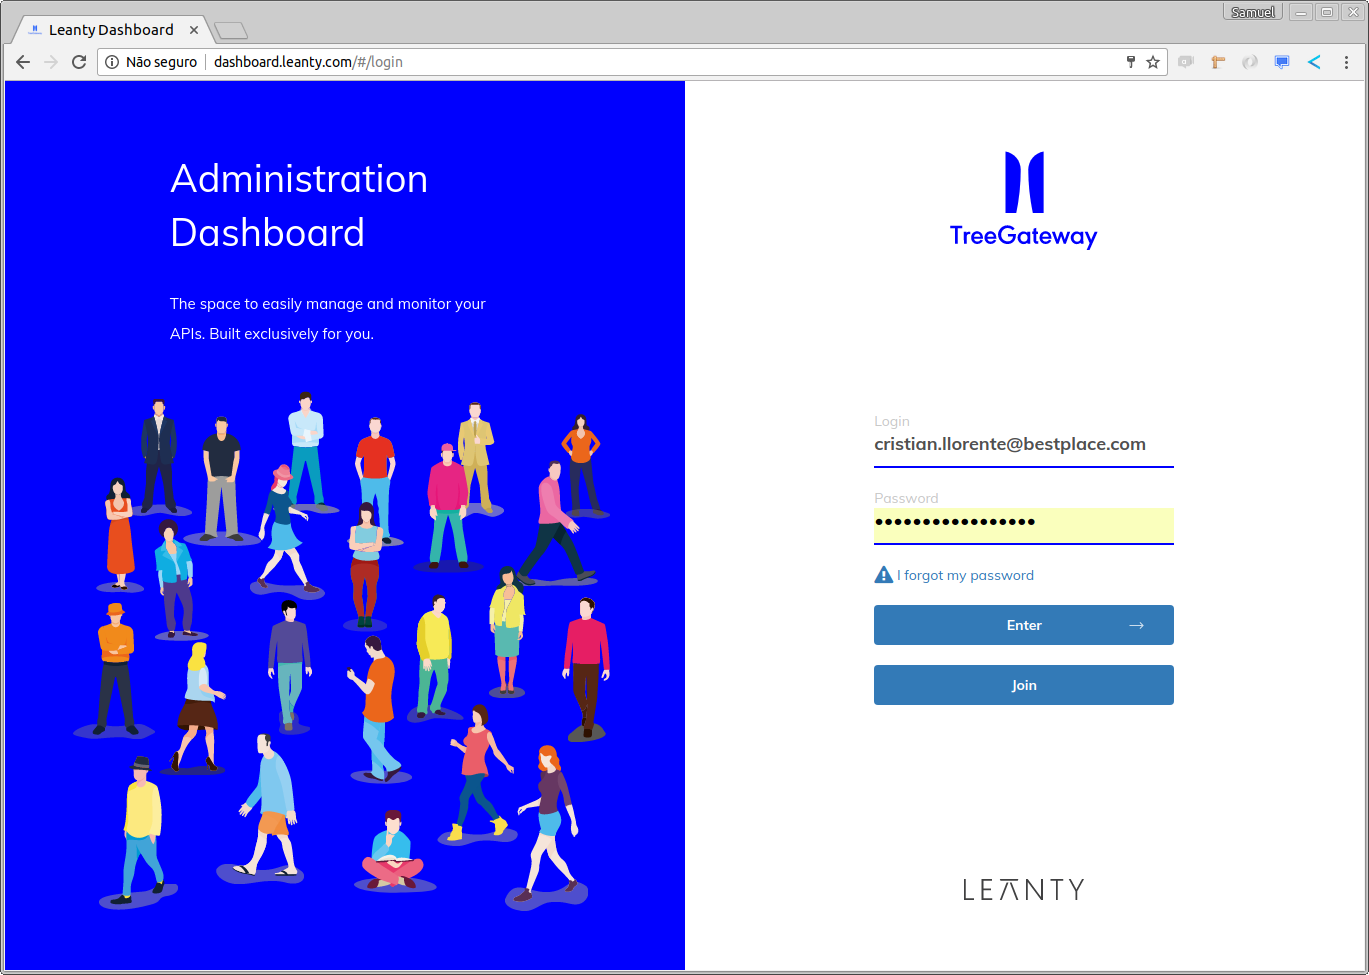 Samuel
Leanty Dashboard
Não seguro
dashboard.leanty.com/#/login
Administration
Dashboard
The space to easily manage and monitor your
APIs. Built exclusively for you.
TreeGateway
Login
cristian.llorente@bestplace.com
Password
•••••••••••••••••
I forgot my password
Enter
Join
LEANTY